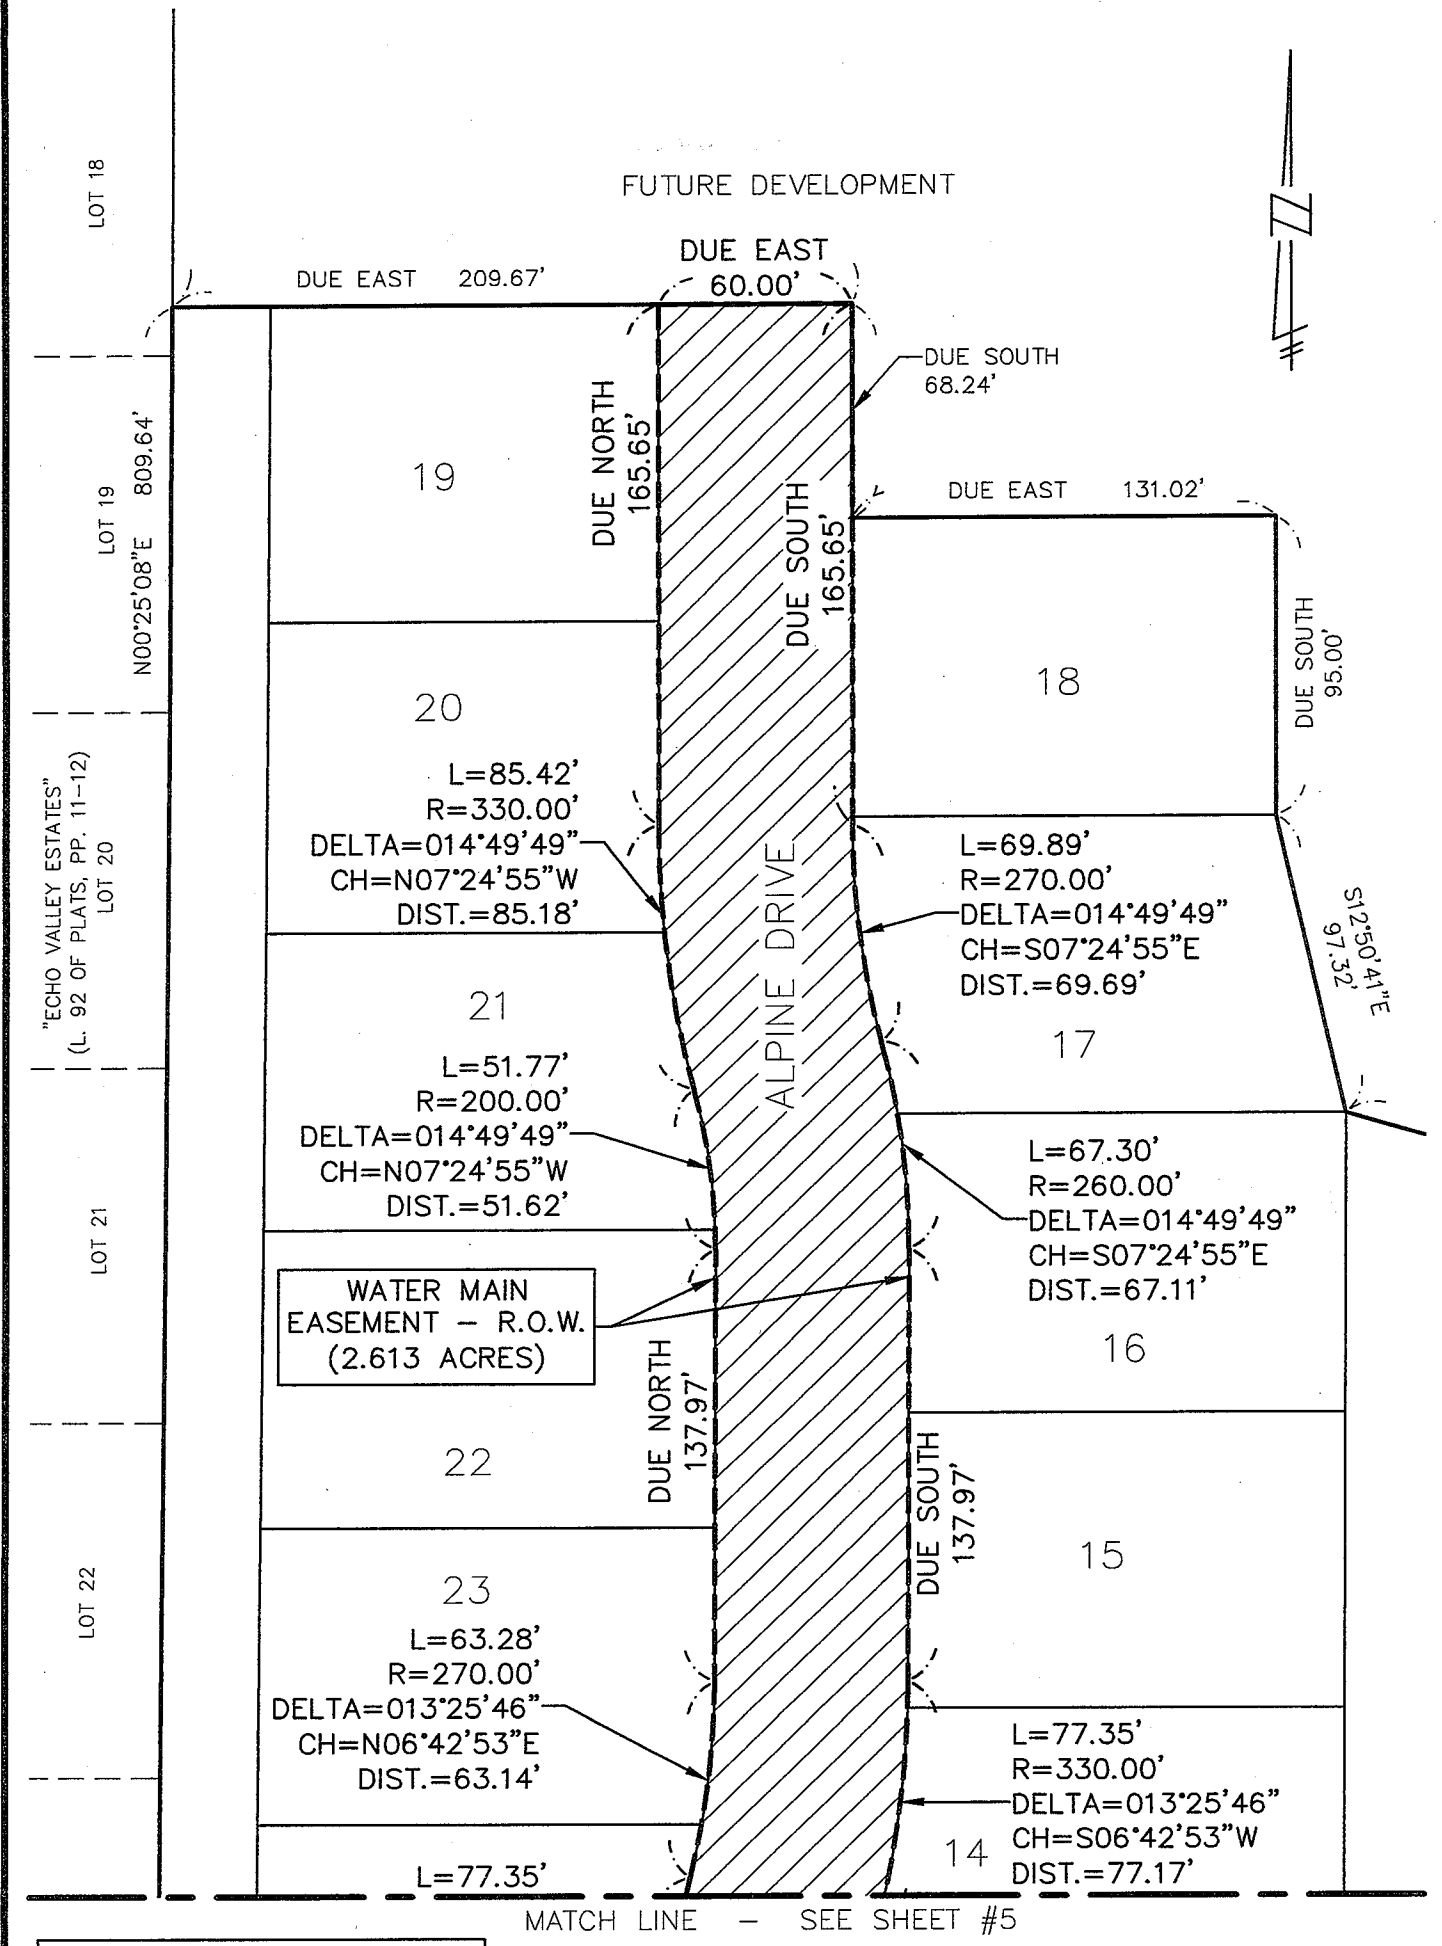 FUTURE DEVELOPMENT
LOT 18
DUE EAST
60.00'
DUE EAST 209.67'
DUE SOUTH
68.24'
DUE NORTH
165.65'
DUE SOUTH
165.65'
DUE EAST 131.02'
19
LOT 19
N00°25'08"E 809.64'
18
DUE SOUTH
95.00'
20
L=85.42'
R=330.00'
DELTA=014°49'49"
CH=N07°24'55"W
DIST.=85.18'
"ECHO VALLEY ESTATES"
(L. 92 OF PLATS, PP. 11-12)
LOT 20
ALPINE DRIVE
L=69.89'
R=270.00'
DELTA=014°49'49"
CH=S07°24'55"E
DIST.=69.69'
S12°50'41"E
97.32'
21
17
L=51.77'
R=200.00'
DELTA=014°49'49"
CH=N07°24'55"W
DIST.=51.62'
L=67.30'
R=260.00'
DELTA=014°49'49"
CH=S07°24'55"E
DIST.=67.11'
LOT 21
WATER MAIN
EASEMENT - R.O.W.
(2.613 ACRES)
16
DUE NORTH
137.97'
22
DUE SOUTH
137.97'
15
LOT 22
23
L=63.28'
R=270.00'
DELTA=013°25'46"
CH=N06°42'53"E
DIST.=63.14'
L=77.35'
R=330.00'
DELTA=013°25'46"
CH=S06°42'53"W
DIST.=77.17'
14
L=77.35'
MATCH LINE - SEE SHEET #5